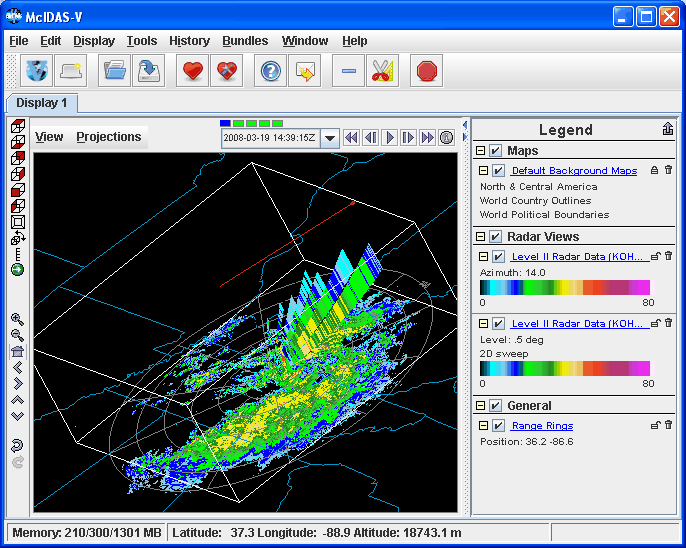 McIDAS-V
File Edit Display Tools History Bundles Window Help
Display 1
View Projections
2008-03-19 14:39:15Z
Legend
Maps
Default Background Maps
North & Central America
World Country Outlines
World Political Boundaries
Radar Views
Level II Radar Data (KOH...
Azimuth: 14.0
0 80
Level II Radar Data (KOH...
Level: .5 deg
2D sweep
0 80
General
Range Rings
Position: 36.2 -86.6
Memory: 210/300/1301 MB Latitude: 37.3 Longitude: -88.9 Altitude: 18743.1 m